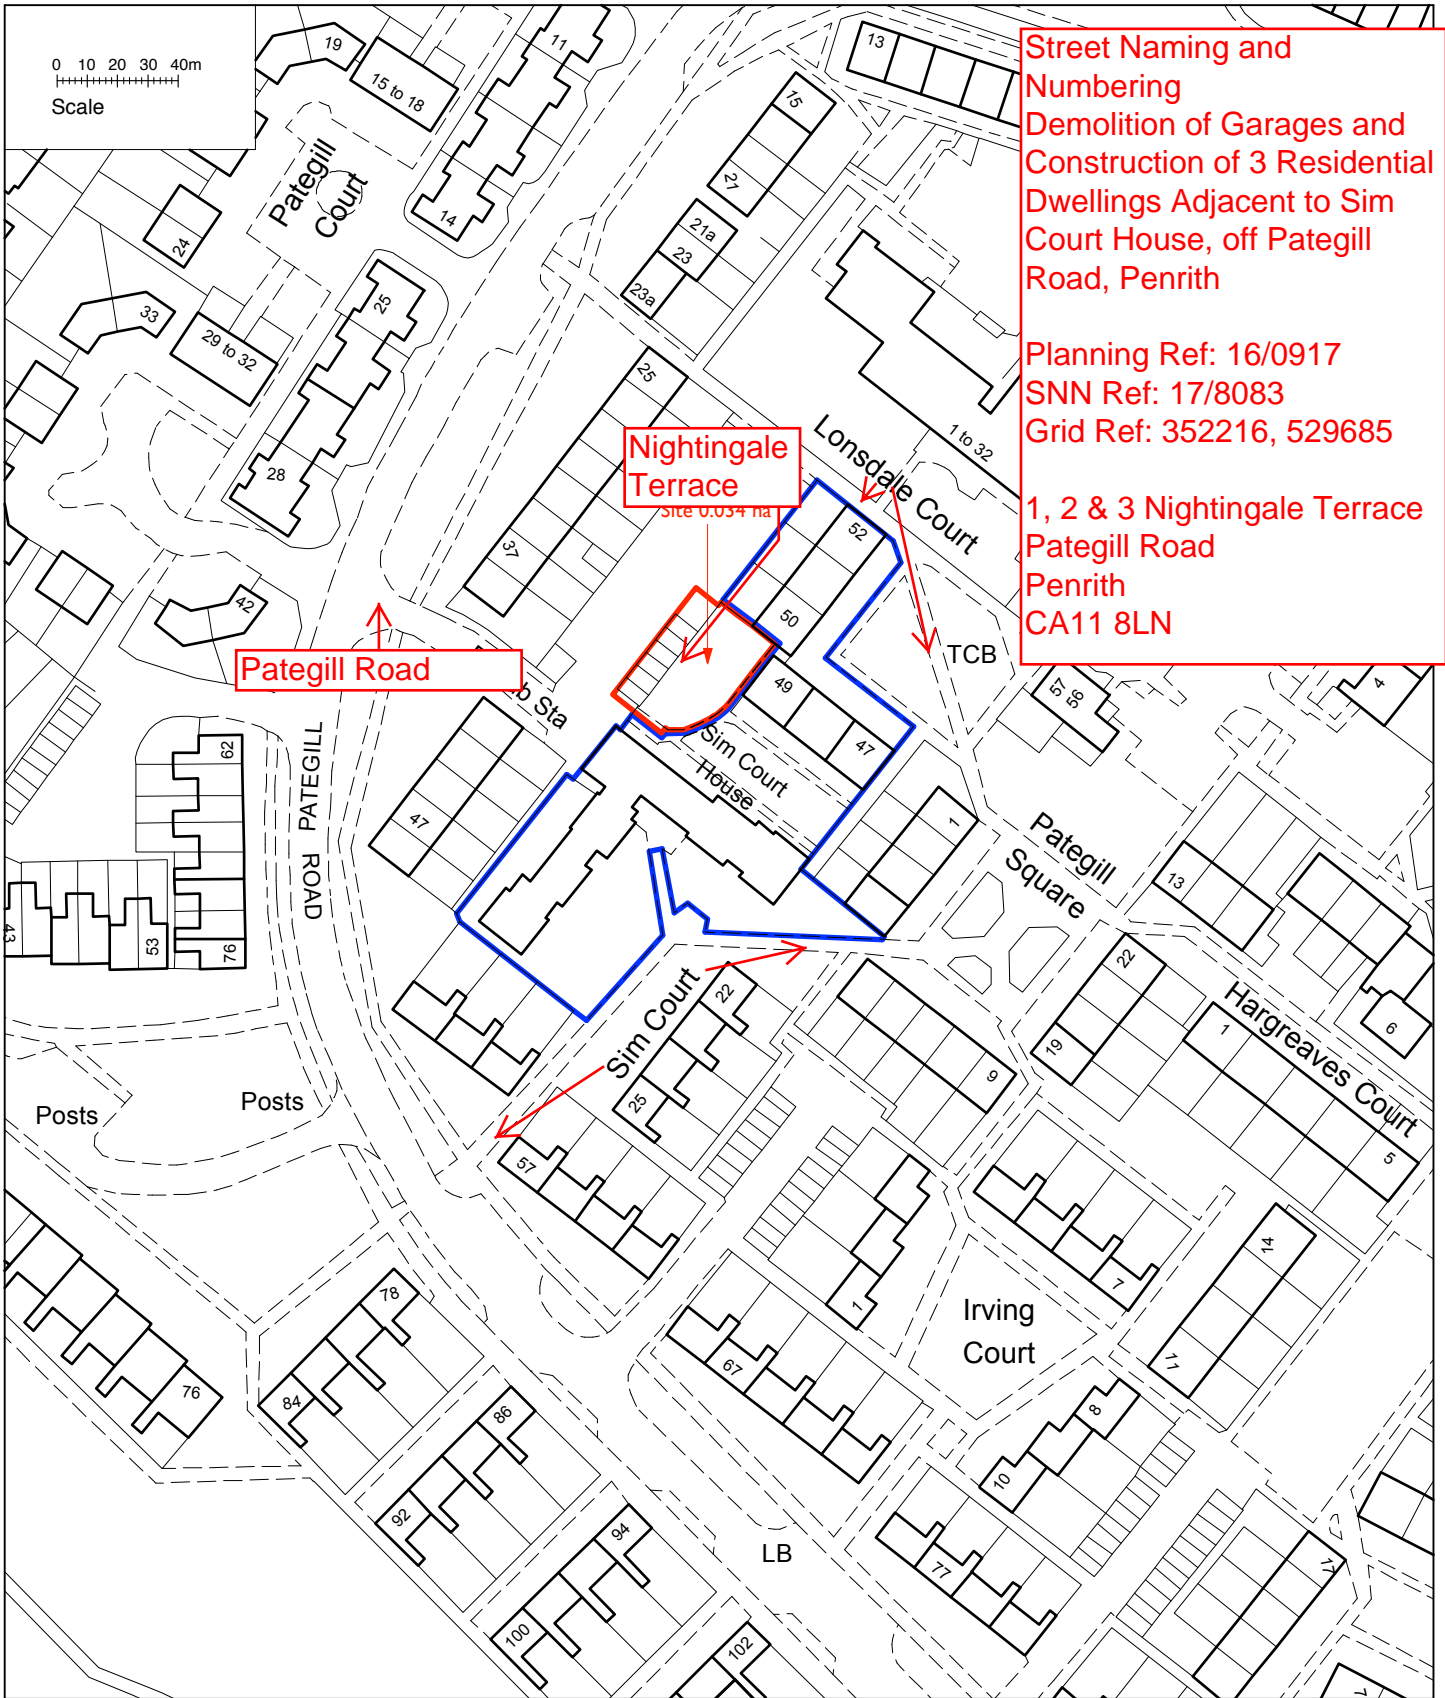 0 10 20 30 40m
Scale
Street Naming and
Numbering
Demolition of Garages and
Construction of 3 Residential
Dwellings Adjacent to Sim
Court House, off Pategill
Road, Penrith
Planning Ref: 16/0917
SNN Ref: 17/8083
Grid Ref: 352216, 529685
1, 2 & 3 Nightingale Terrace
Pategill Road
Penrith
CA11 8LN
19
15 to 18
11
13
15
Pategill
Court
14
27
21a
23
23a
24
33
29 to 32
25
28
25
37
42
Nightingale
Terrace
Site 0.034 ha
Lonsdale Court
1 to 32
52
50
49
47
TCB
57
56
4
Pategill Road
b Sta
Sim Court
House
62
PATEGILL
ROAD
47
1
Pategill
Square
13
43
53
76
22
Sim Court
25
22
19
Hargreaves Court
1
6
5
9
Posts
Posts
57
7
14
11
1
Irving
Court
67
78
84
76
86
92
94
100
102
8
10
77
17
LB